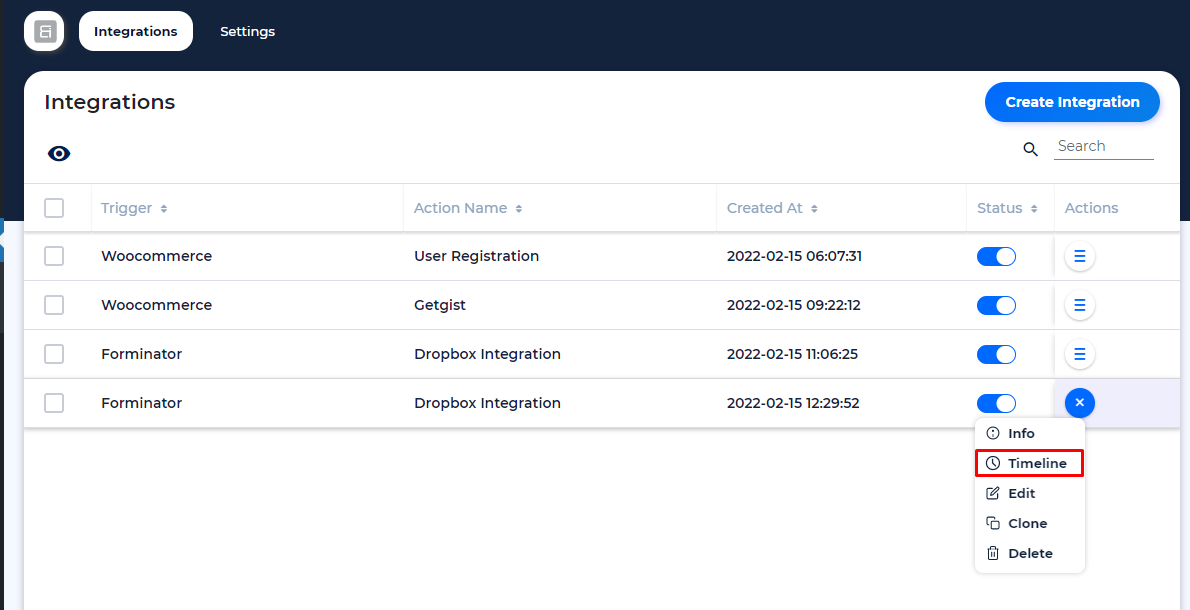 Integrations
Settings
Integrations
Create Integration
Search
Trigger Action Name Created At Status Actions
Woocommerce User Registration 2022-02-15 06:07:31
Woocommerce Getgist 2022-02-15 09:22:12
Forminator Dropbox Integration 2022-02-15 11:06:25
Forminator Dropbox Integration 2022-02-15 12:29:52
Info
Timeline
Edit
Clone
Delete